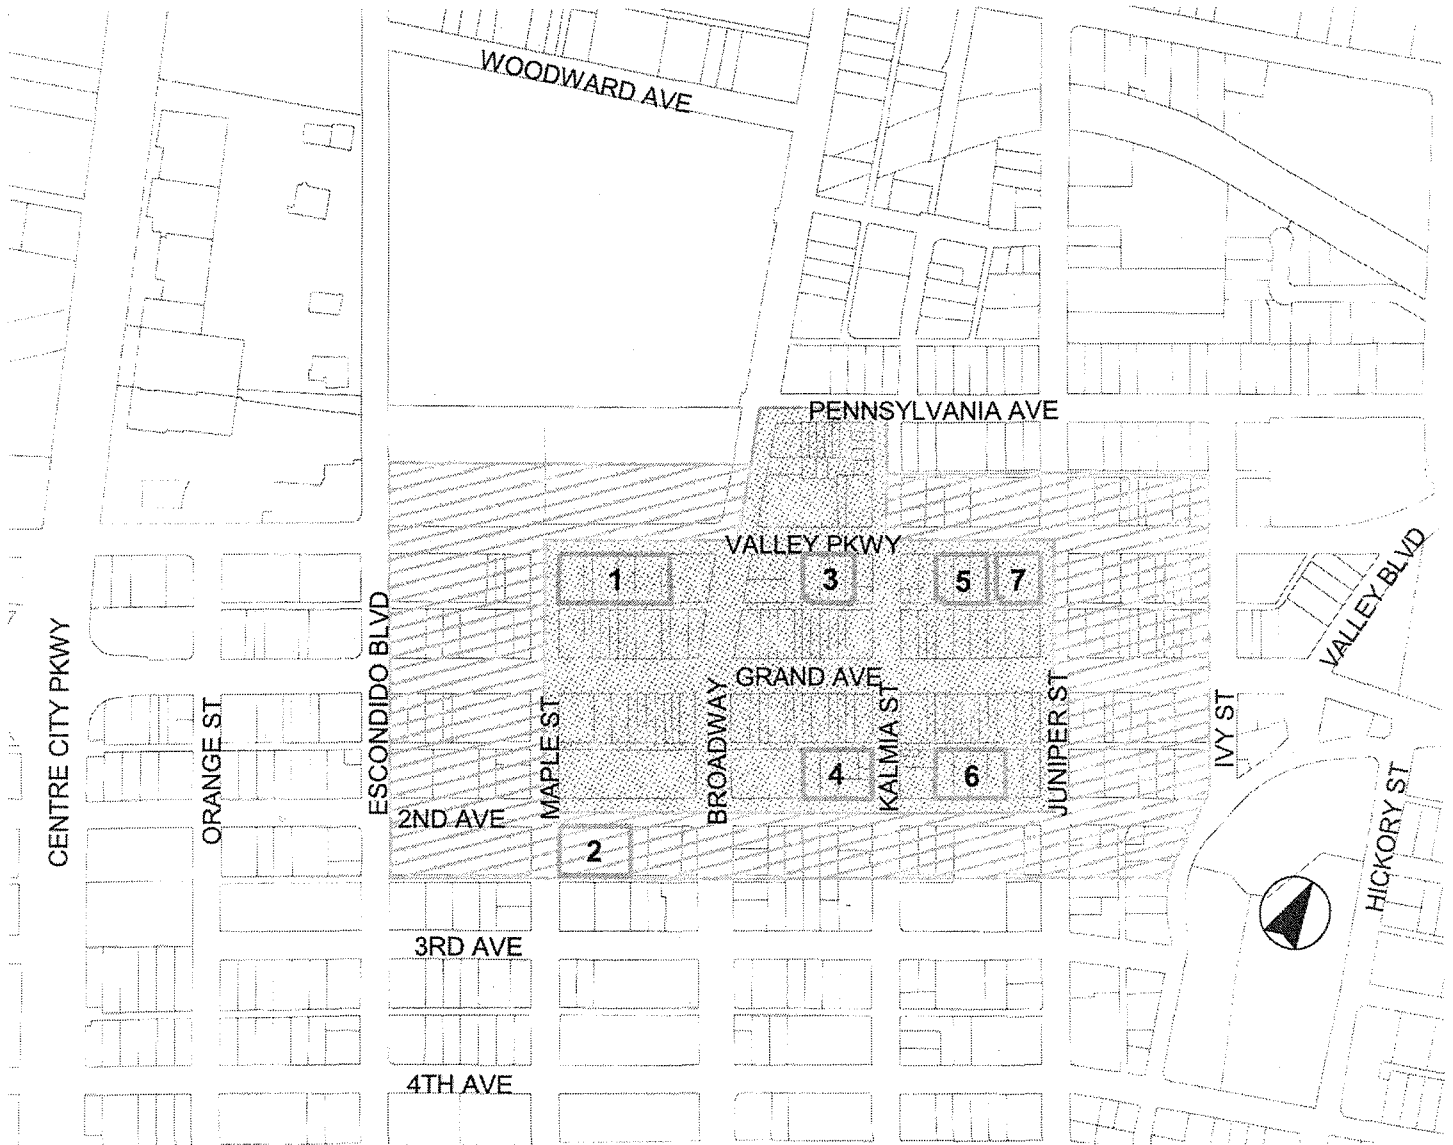 WOODWARD AVE
PENNSYLVANIA AVE
VALLEY PKWY
1
3
5
7
VALLEY BLVD
CENTRE CITY PKWY
ORANGE ST
ESCONDIDO BLVD
MAPLE ST
GRAND AVE
BROADWAY
KALMIA ST
JUNIPER ST
IVY ST
HICKORY ST
4
6
2ND AVE
2
3RD AVE
4TH AVE